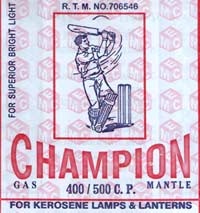 R. T. M. NO. 706546
FOR SUPERIOR BRIGHT LIGHT
CHAMPION
GAS MANTLE
400 / 500 C. P.
FOR KEROSENE LAMPS & LANTERNS